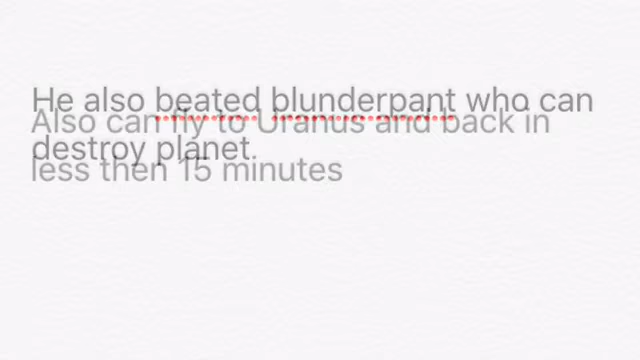 He also beated blunderpant who can
Also can fly to Uranus and back in
destroy planet.
less then 15 minutes